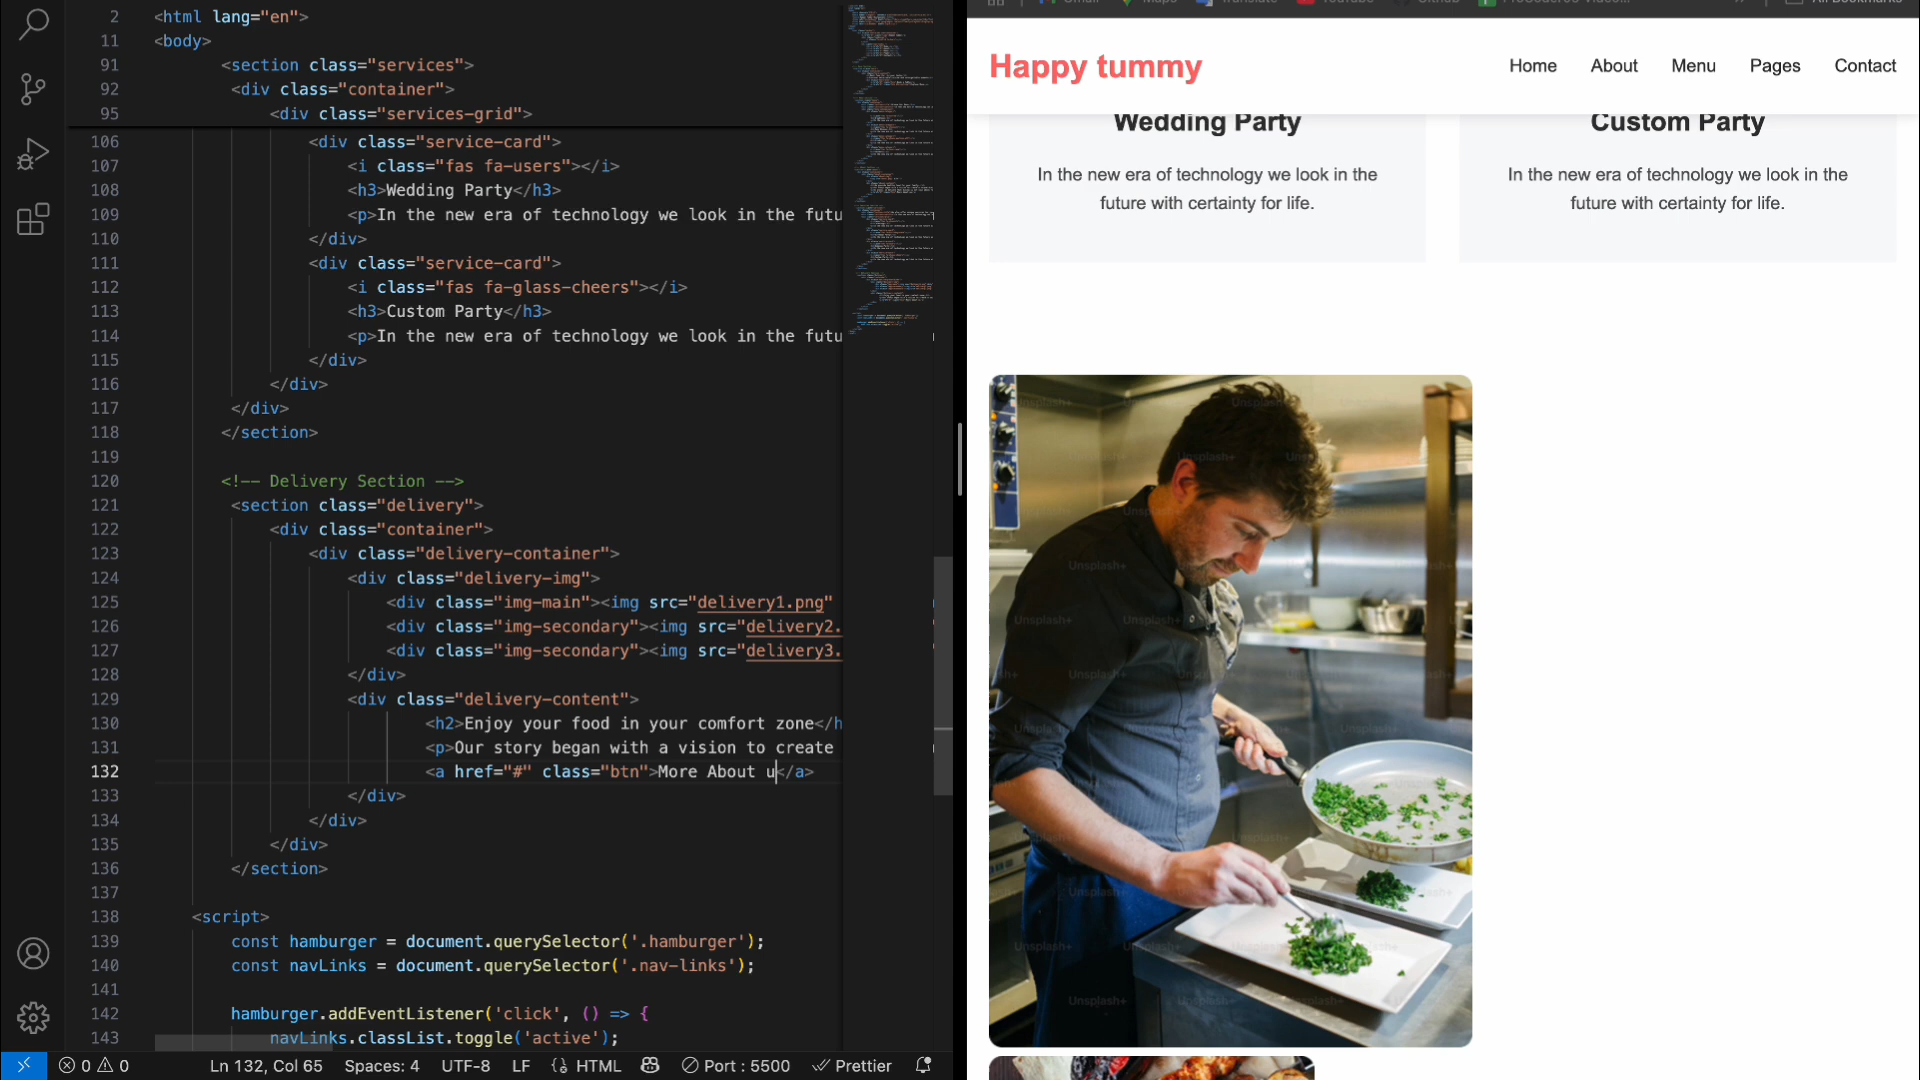 2 <html lang="en">
11 <body>
91 <section class="services">
92 <div class="container">
95 <div class="services-grid">
106 <div class="service-card">
107 <i class="fas fa-users"></i>
108 <h3>Wedding Party</h3>
109 <p>In the new era of technology we look in the futu
110 </div>
111 <div class="service-card">
112 <i class="fas fa-glass-cheers"></i>
113 <h3>Custom Party</h3>
114 <p>In the new era of technology we look in the futu
115 </div>
116 </div>
117 </div>
118 </section>
119
120 <!-- Delivery Section -->
121 <section class="delivery">
122 <div class="container">
123 <div class="delivery-container">
124 <div class="delivery-img">
125 <div class="img-main"><img src="delivery1.png"
126 <div class="img-secondary"><img src="delivery2.
127 <div class="img-secondary"><img src="delivery3.
128 </div>
129 <div class="delivery-content">
130 <h2>Enjoy your food in your comfort zone</h
131 <p>Our story began with a vision to create
132 <a href="#" class="btn">More About u</a>
133 </div>
134 </div>
135 </div>
136 </section>
137
138 <script>
139 const hamburger = document.querySelector('.hamburger');
140 const navLinks = document.querySelector('.nav-links');
141
142 hamburger.addEventListener('click', () => {
143 navLinks.classList.toggle('active');
0 0 Ln 132, Col 65 Spaces: 4 UTF-8 LF {} HTML Port : 5500 Prettier
Happy tummy
Home About Menu Pages Contact
Wedding Party
In the new era of technology we look in the
future with certainty for life.
Custom Party
In the new era of technology we look in the
future with certainty for life.
Unsplash+